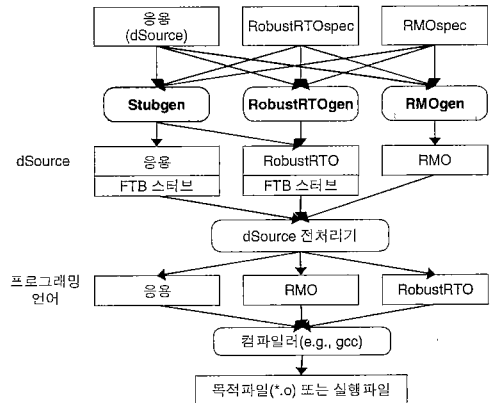 응용 RobustRTOspec RMOspec
(dSource)
Stubgen RobustRTOgen RMOgen
dSource 응용 RobustRTO RMO
FTB 스터브 FTB 스터브
dSource 전처리기
프로그래밍
언어 응용 RMO RobustRTO
컴파일러(e.g., gcc)
목적파일(*.o) 또는 실행파일